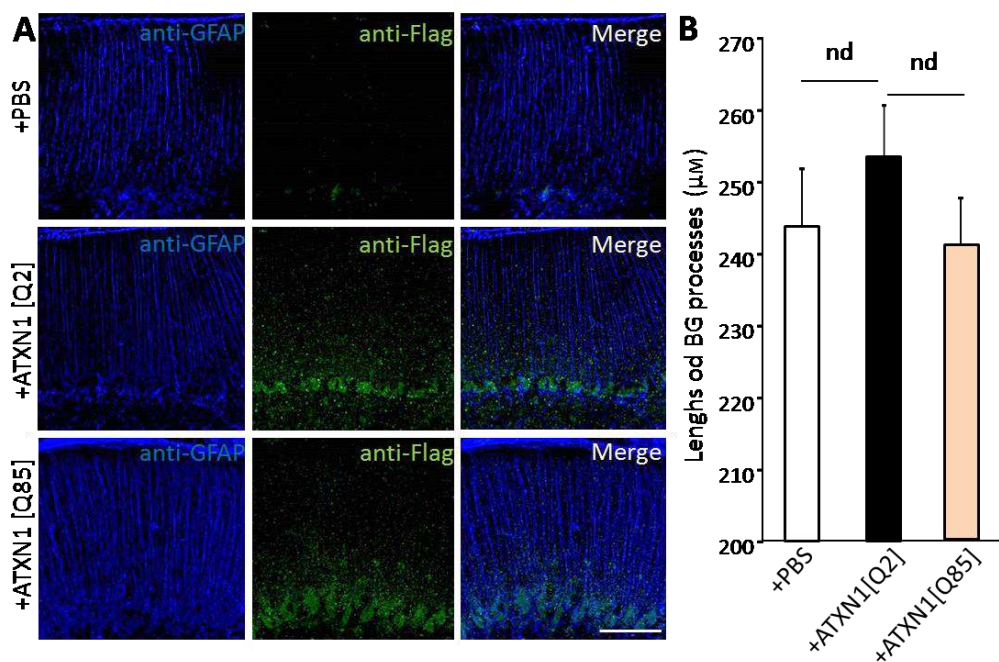 A
anti-GFAP
anti-Flag
Merge
+PBS
anti-GFAP
anti-Flag
Merge
+ATXN1 [Q2]
anti-GFAP
anti-Flag
Merge
+ATXN1 [Q85]
B
Lenghs od BG processes (μM)
270
260
250
240
230
220
210
200
nd
nd
+PBS
+ATXN1[Q2]
+ATXN1[Q85]